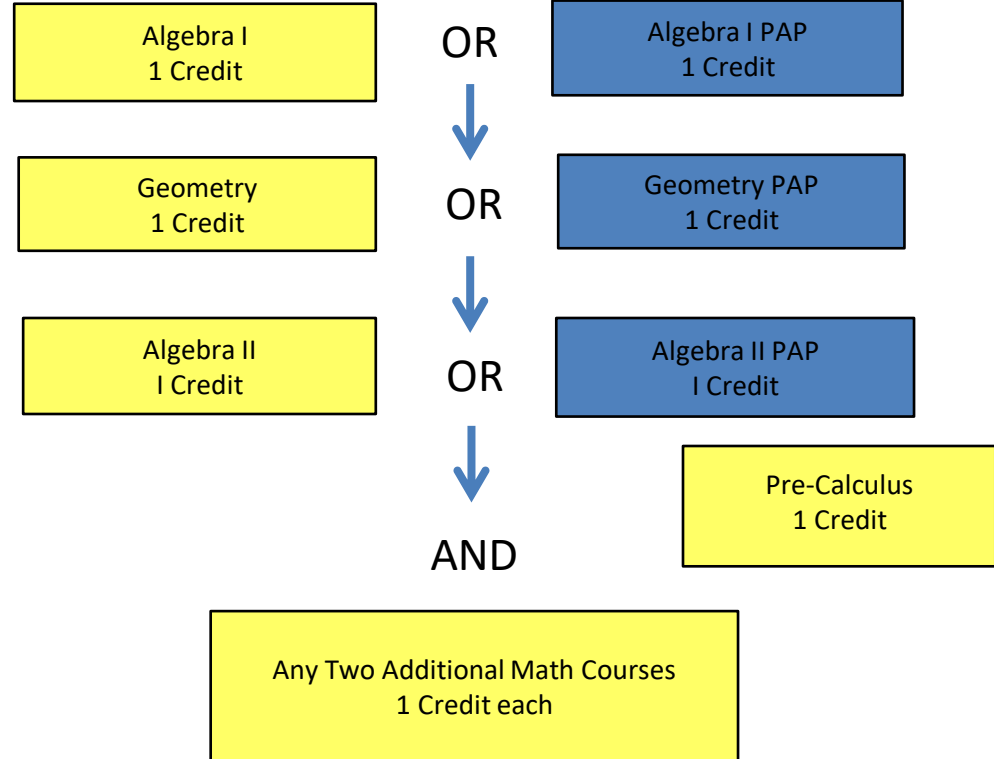 Algebra I
1 Credit
OR
Algebra I PAP
1 Credit
Geometry
1 Credit
OR
Geometry PAP
1 Credit
Algebra II
I Credit
OR
Algebra II PAP
I Credit
Pre-Calculus
1 Credit
AND
Any Two Additional Math Courses
1 Credit each